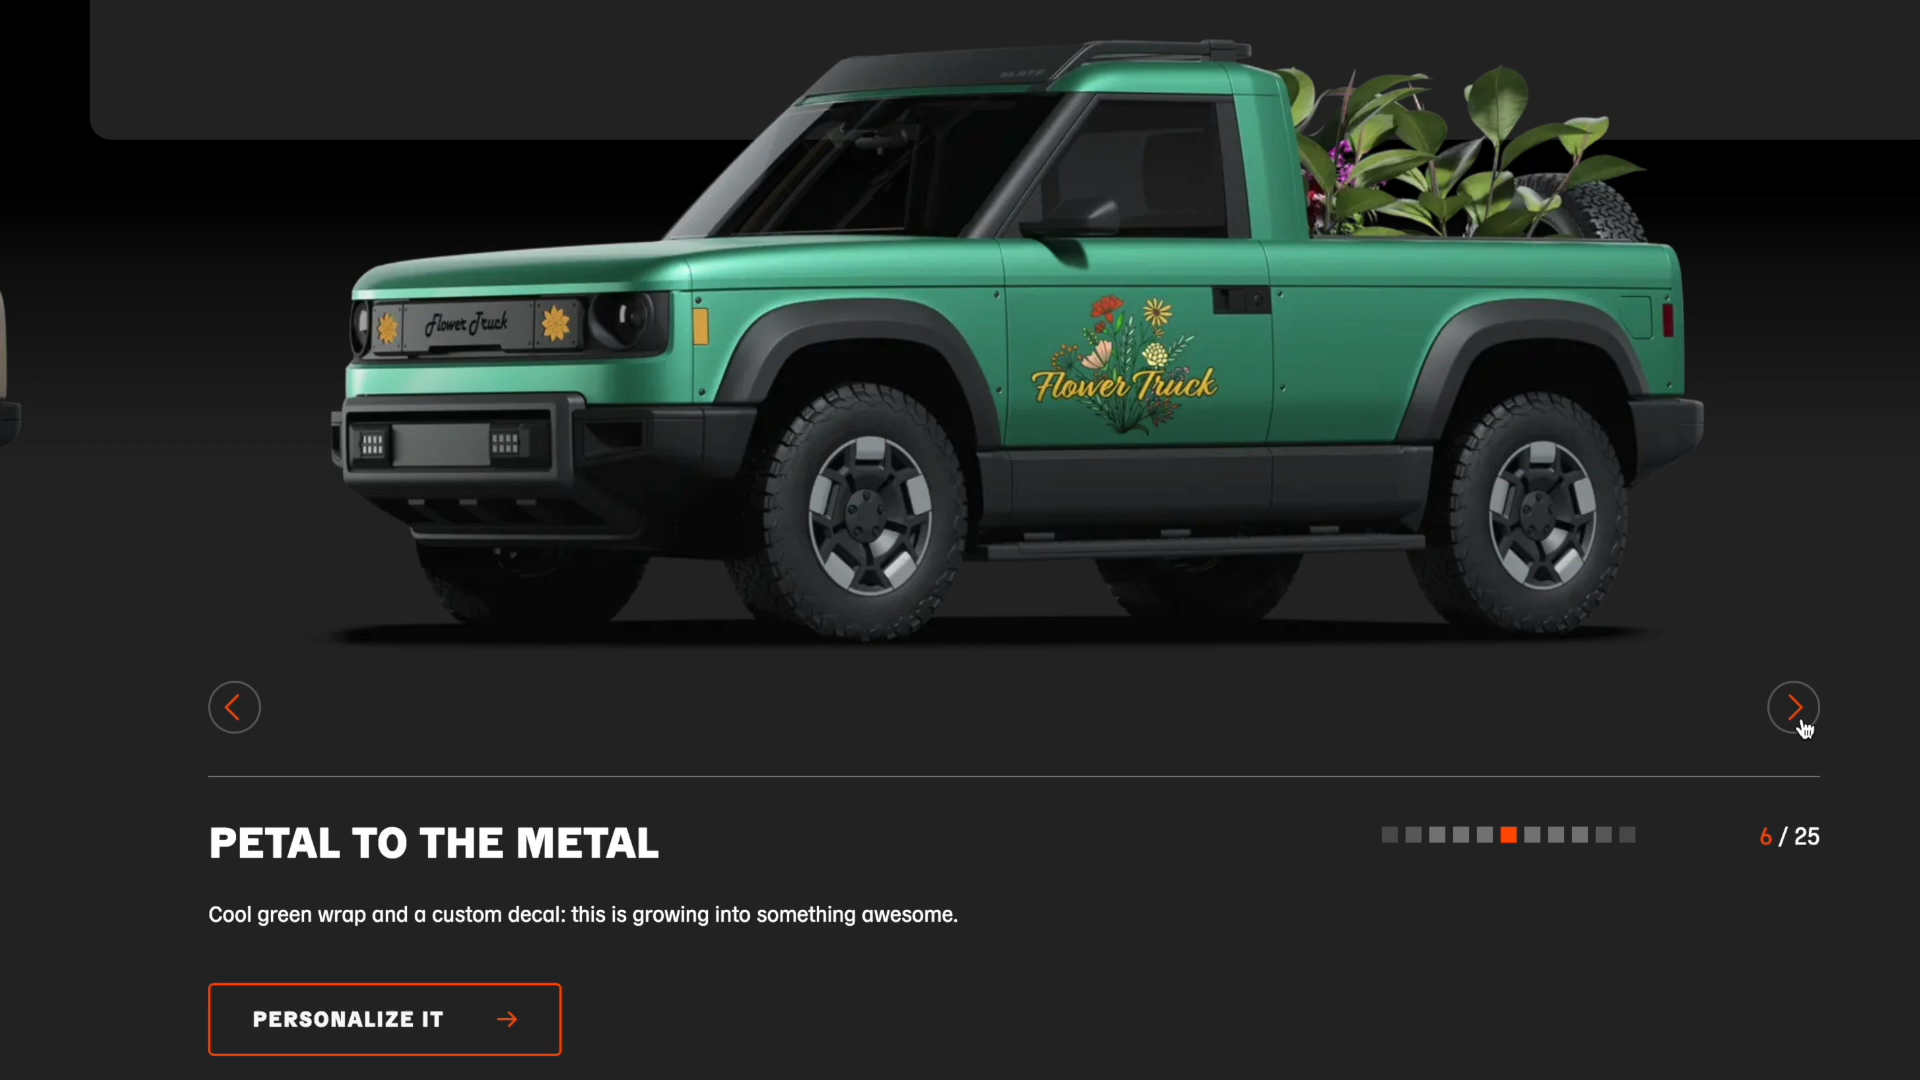 SLATE
Flower Truck
Flower Truck
PETAL TO THE METAL
6 / 25
Cool green wrap and a custom decal: this is growing into something awesome.
PERSONALIZE IT